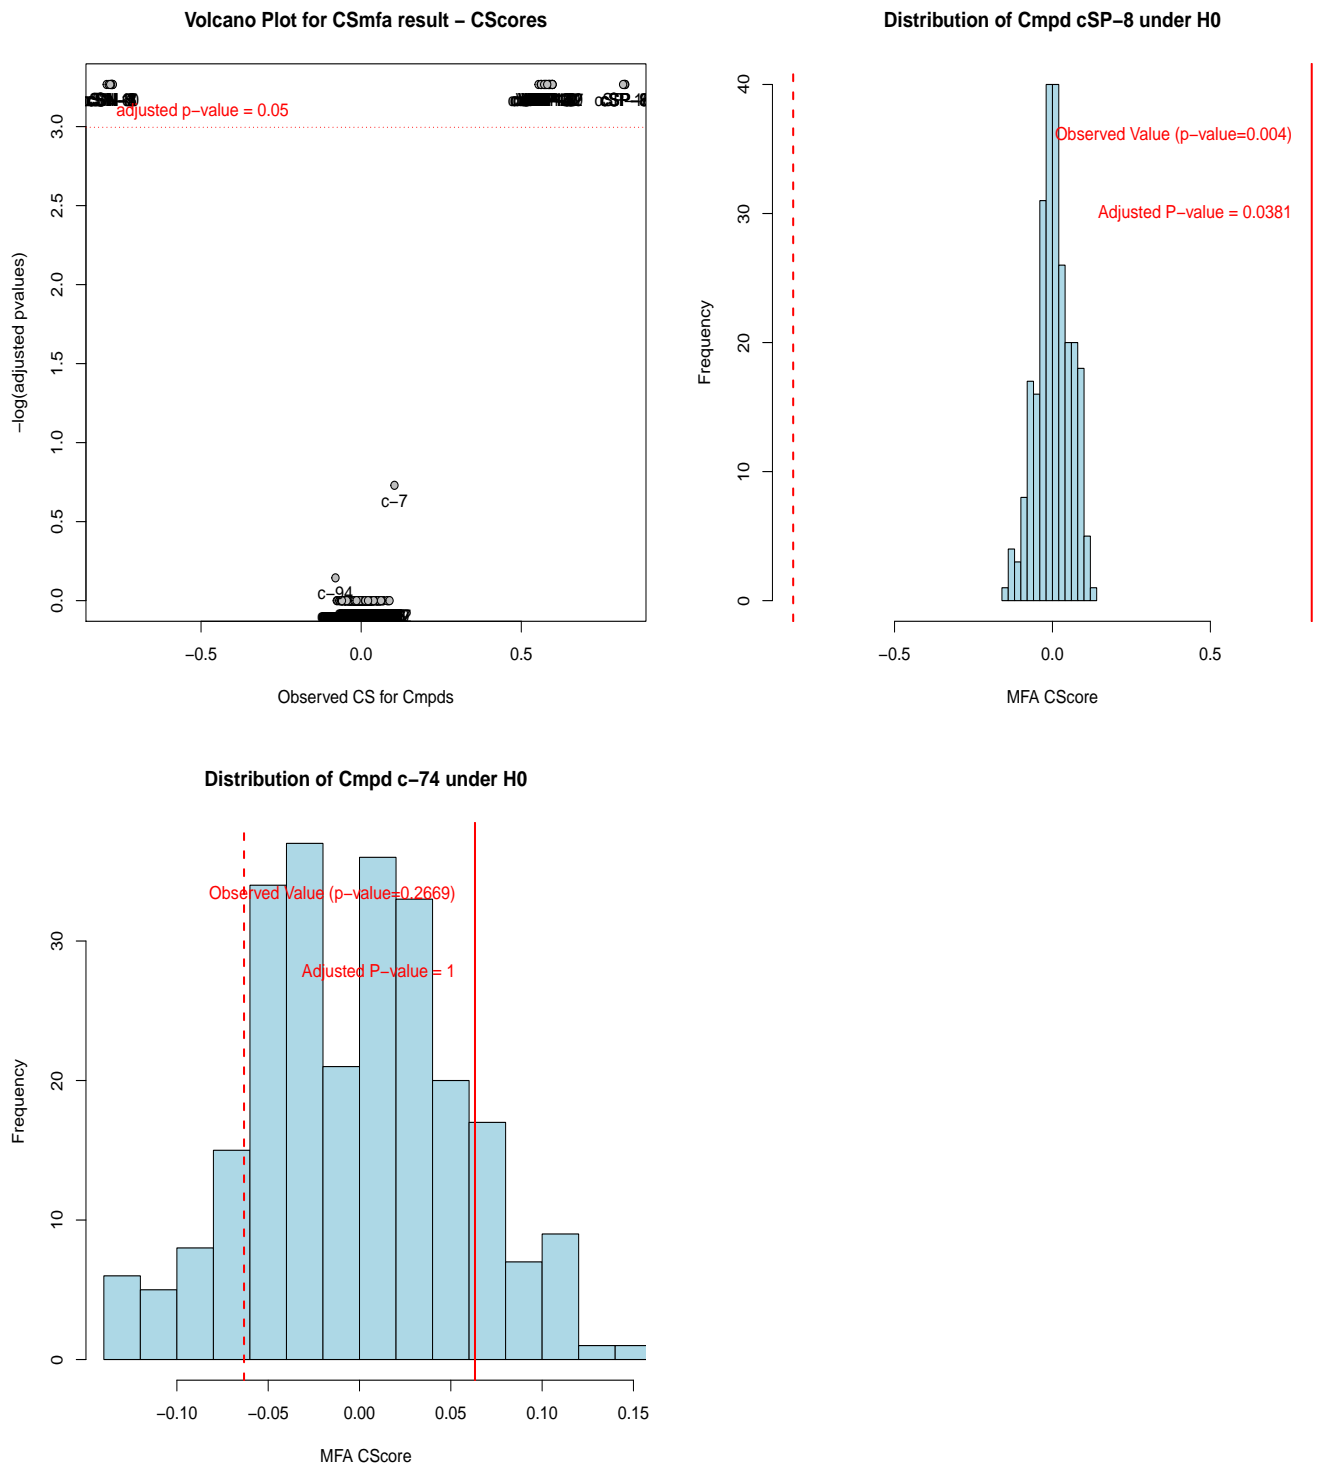 Volcano Plot for CSmfa result − CScores
adjusted p−value = 0.05
−log(adjusted pvalues)
3.0
2.5
2.0
1.5
1.0
0.5
0.0
c−7
c−94
−0.5
0.0
0.5
Observed CS for Cmpds
Distribution of Cmpd cSP−8 under H0
Observed Value (p−value=0.004)
Adjusted P−value = 0.0381
Frequency
40
30
20
10
0
−0.5
0.0
0.5
MFA CScore
Distribution of Cmpd c−74 under H0
Observed Value (p−value=0.2669)
Adjusted P−value = 1
Frequency
30
20
10
0
−0.10
−0.05
0.00
0.05
0.10
0.15
MFA CScore